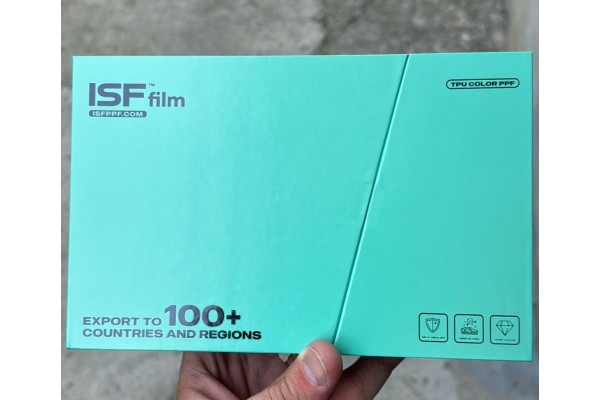 ISF™ film
ISFPPF.COM
TPU COLOR PPF
EXPORT TO 100+
COUNTRIES AND REGIONS